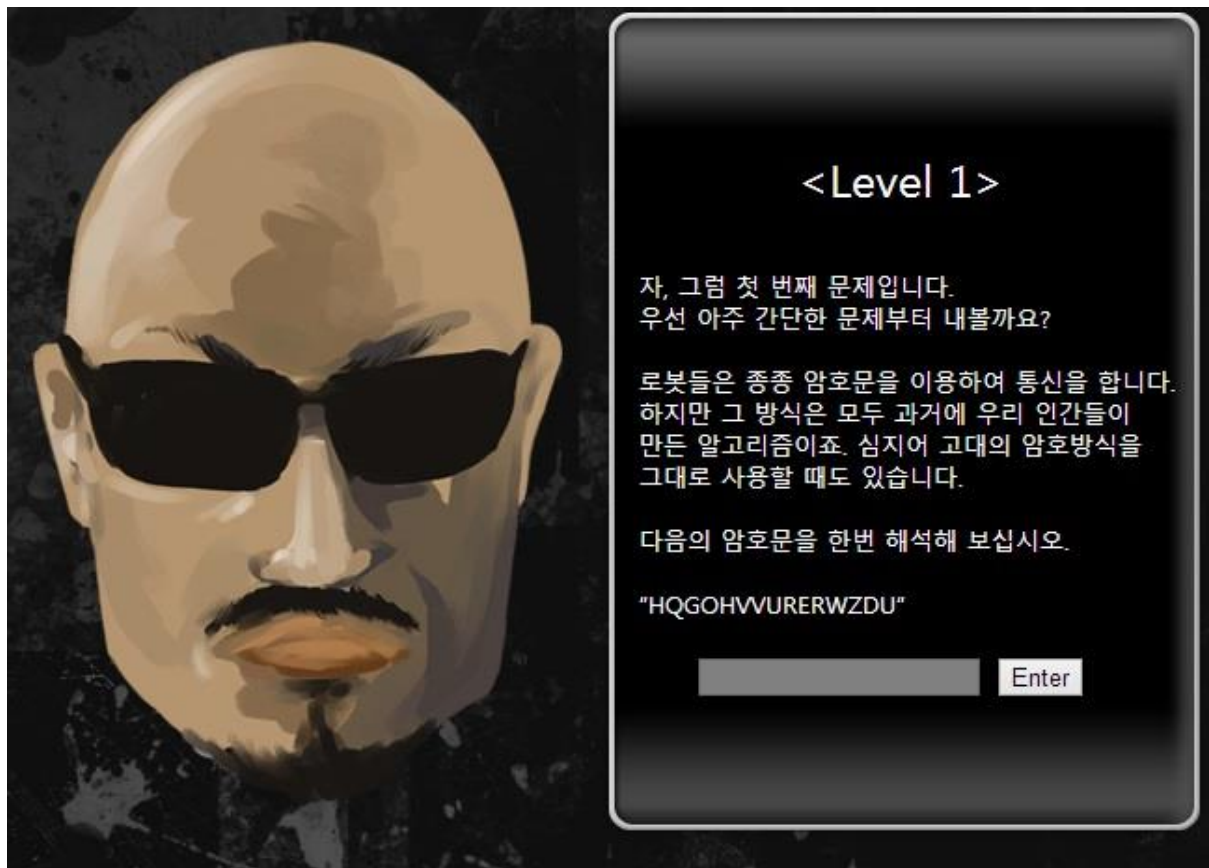 <Level 1>
자, 그럼 첫 번째 문제입니다.
우선 아주 간단한 문제부터 내볼까요?
로봇들은 종종 암호문을 이용하여 통신을 합니다.
하지만 그 방식은 모두 과거에 우리 인간들이
만든 알고리즘이죠. 심지어 고대의 암호방식을
그대로 사용할 때도 있습니다.
다음의 암호문을 한번 해석해 보십시오.
"HQGOHVVURERWZDU"
Enter